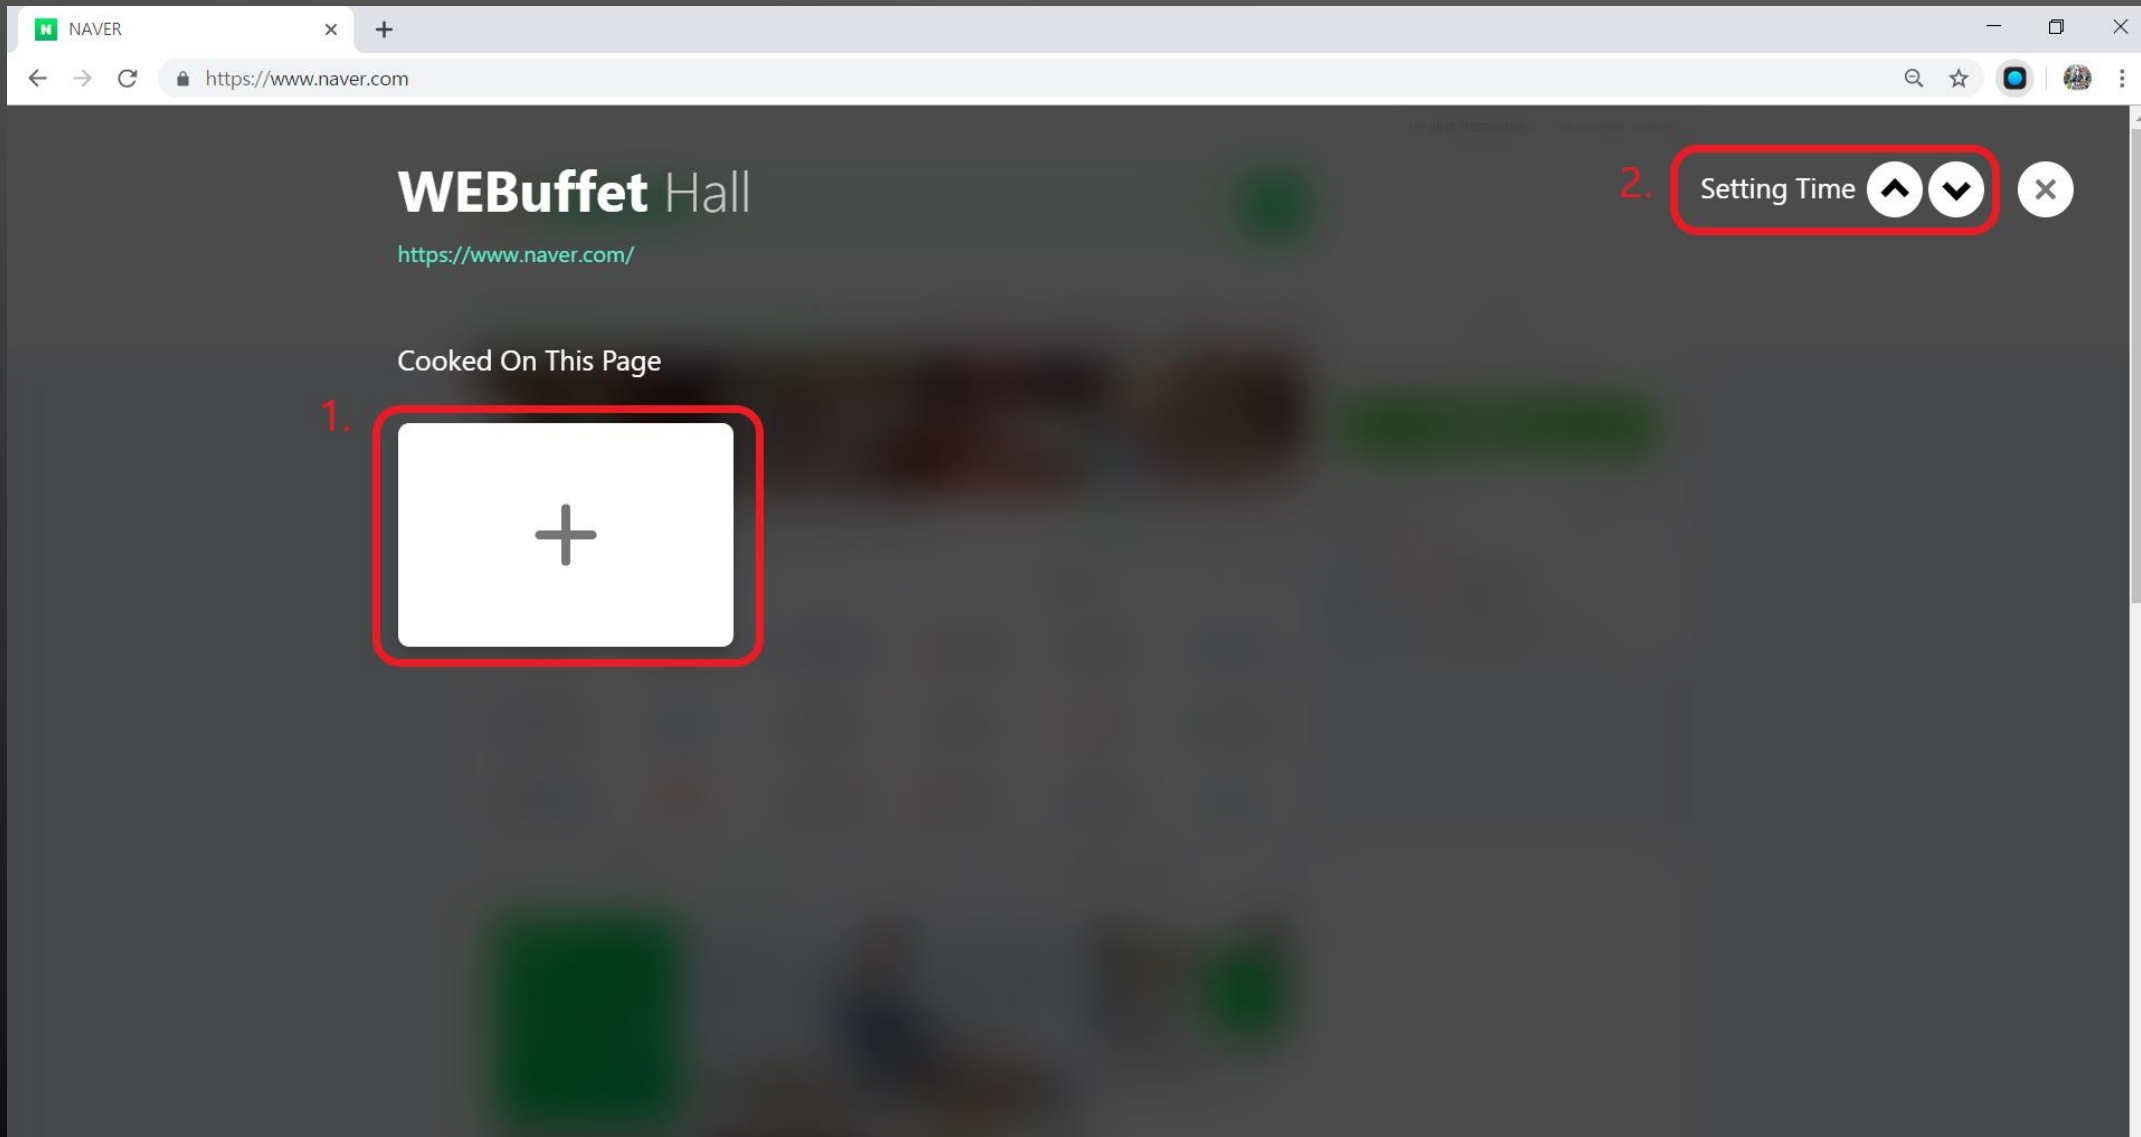 NAVER
https://www.naver.com
WEBuffet Hall
2.
Setting Time
https://www.naver.com/
Cooked On This Page
1.